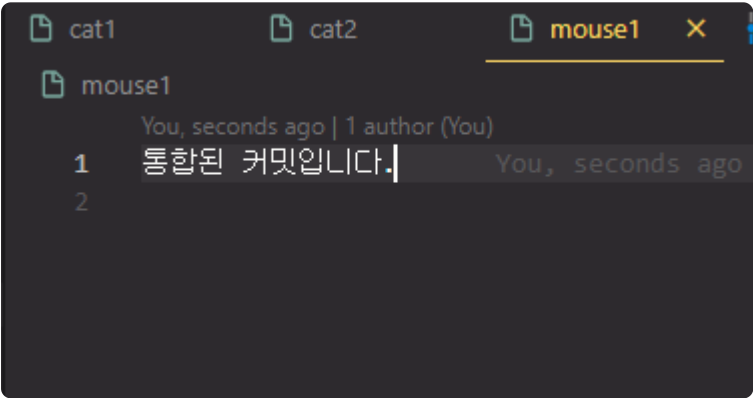 cat1 cat2 mouse1
mouse1
You, seconds ago | 1 author (You)
1 통합된 커밋입니다. You, seconds ago
2